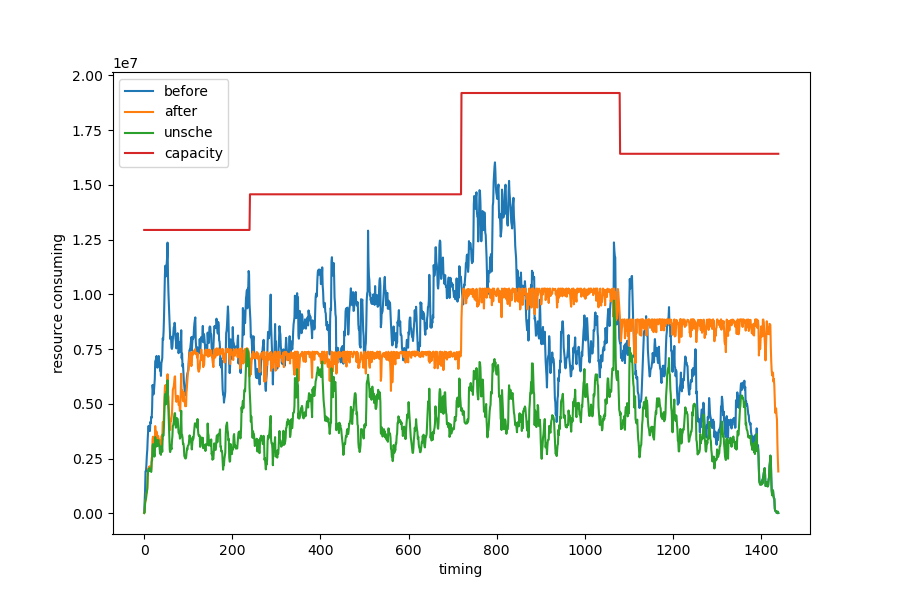 1e7
2.00
1.75
1.50
1.25
1.00
0.75
0.50
0.25
0.00
resource consuming
before
after
unsche
capacity
0 200 400 600 800 1000 1200 1400
timing